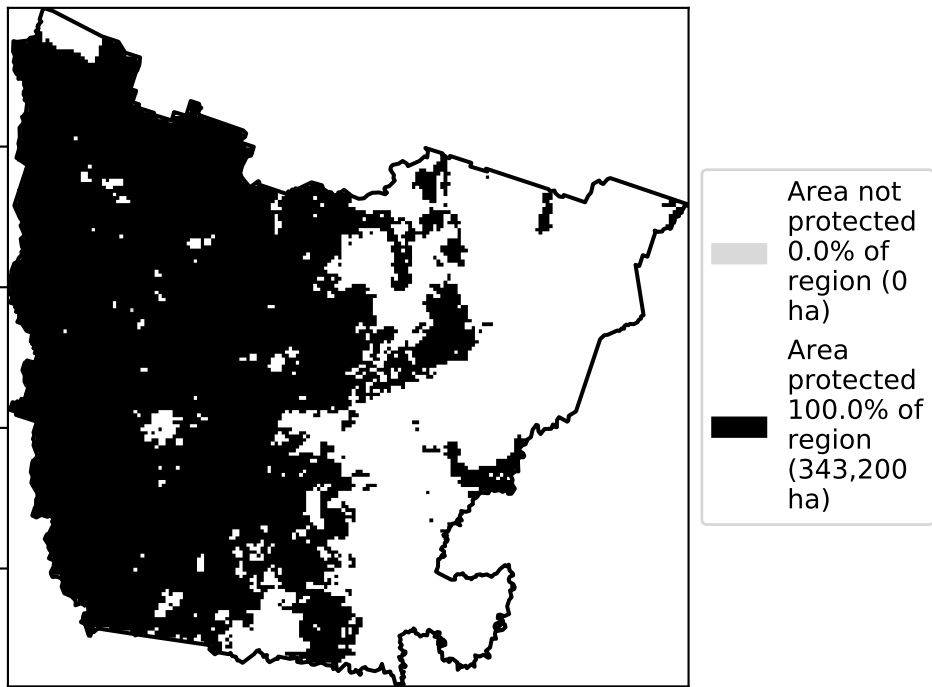 Area not
protected
0.0% of
region (0
ha)
Area
protected
100.0% of
region
(343,200
ha)